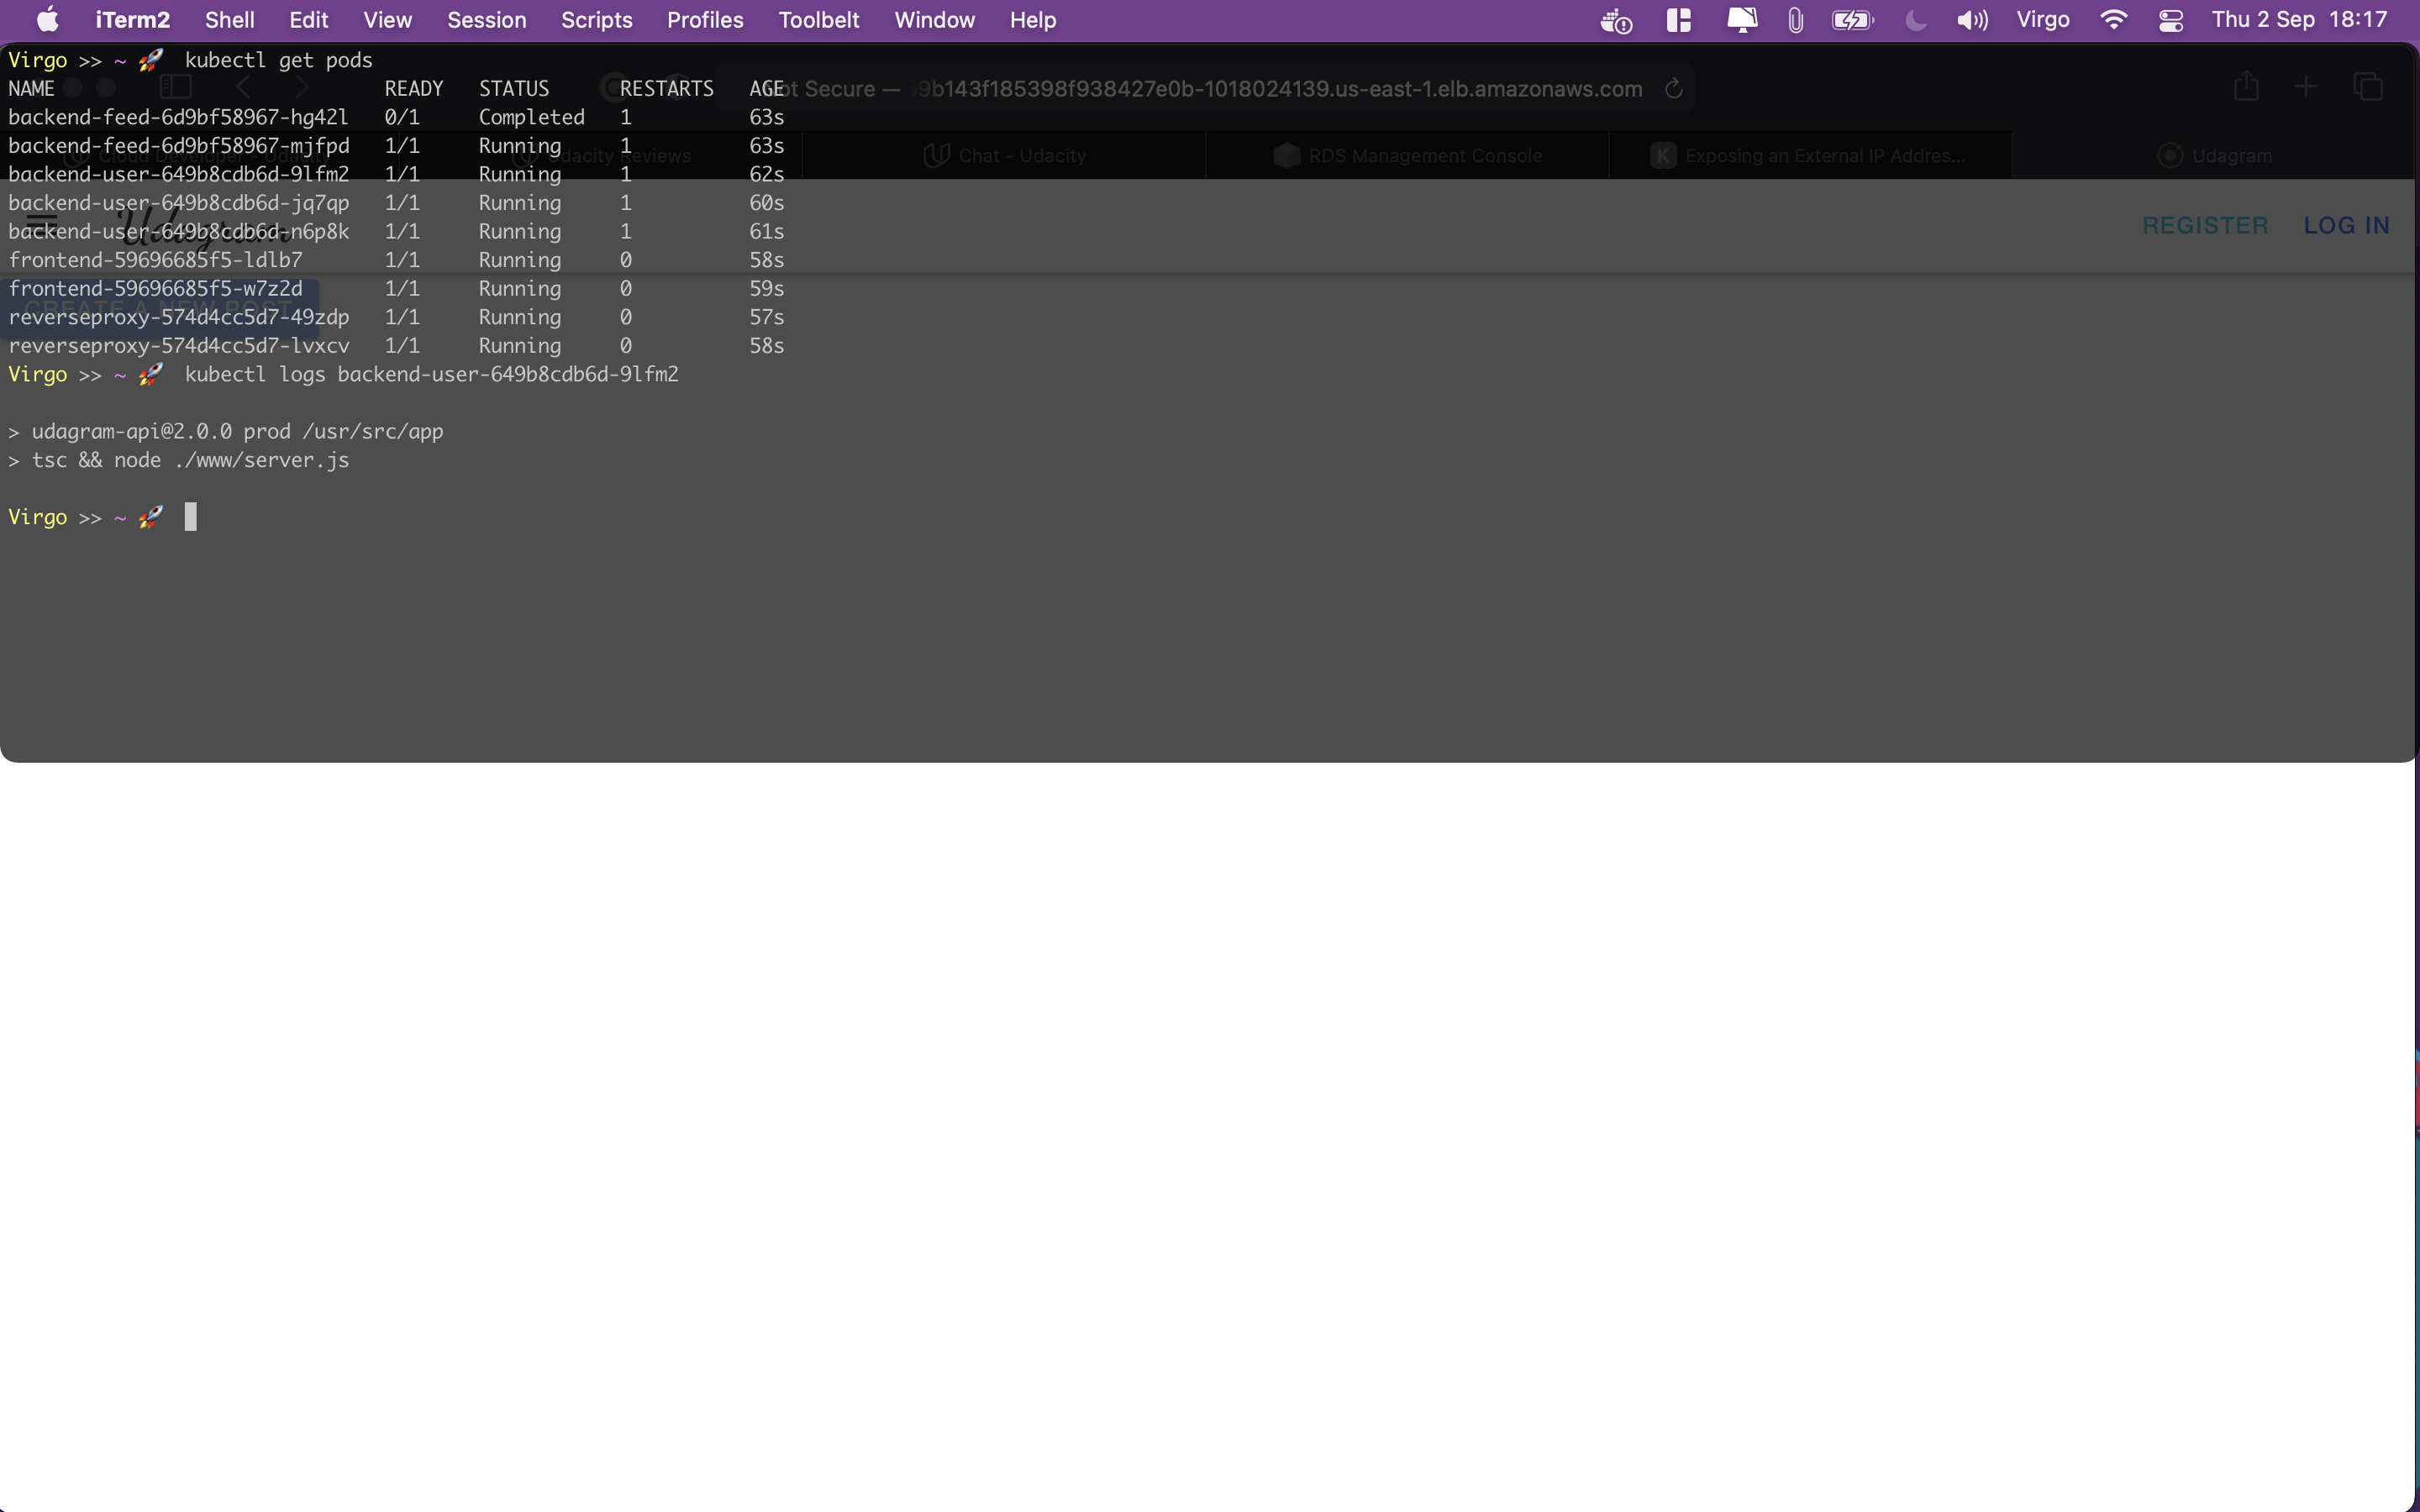 iTerm2 Shell Edit View Session Scripts Profiles Toolbelt Window Help Virgo Thu 2 Sep 18:17
Virgo >> ~ 🚀 kubectl get pods
NAME READY STATUS RESTARTS AGE
Not Secure — 9b143f185398f938427e0b-1018024139.us-east-1.elb.amazonaws.com
backend-feed-6d9bf58967-hg42l 0/1 Completed 1 63s
backend-feed-6d9bf58967-mjfpd 1/1 Running 1 63s
Cloud Developer - Udacity Udacity Reviews Chat - Udacity RDS Management Console K Exposing an External IP Addres... Udagram
backend-user-649b8cdb6d-9lfm2 1/1 Running 1 62s
backend-user-649b8cdb6d-jq7qp 1/1 Running 1 60s
Udagram REGISTER LOG IN
backend-user-649b8cdb6d-n6p8k 1/1 Running 1 61s
frontend-59696685f5-ldlb7 1/1 Running 0 58s
frontend-59696685f5-w7z2d 1/1 Running 0 59s
CREATE A NEW POST
reverseproxy-574d4cc5d7-49zdp 1/1 Running 0 57s
reverseproxy-574d4cc5d7-lvxcv 1/1 Running 0 58s
Virgo >> ~ 🚀 kubectl logs backend-user-649b8cdb6d-9lfm2
> udagram-api@2.0.0 prod /usr/src/app
> tsc && node ./www/server.js
Virgo >> ~ 🚀